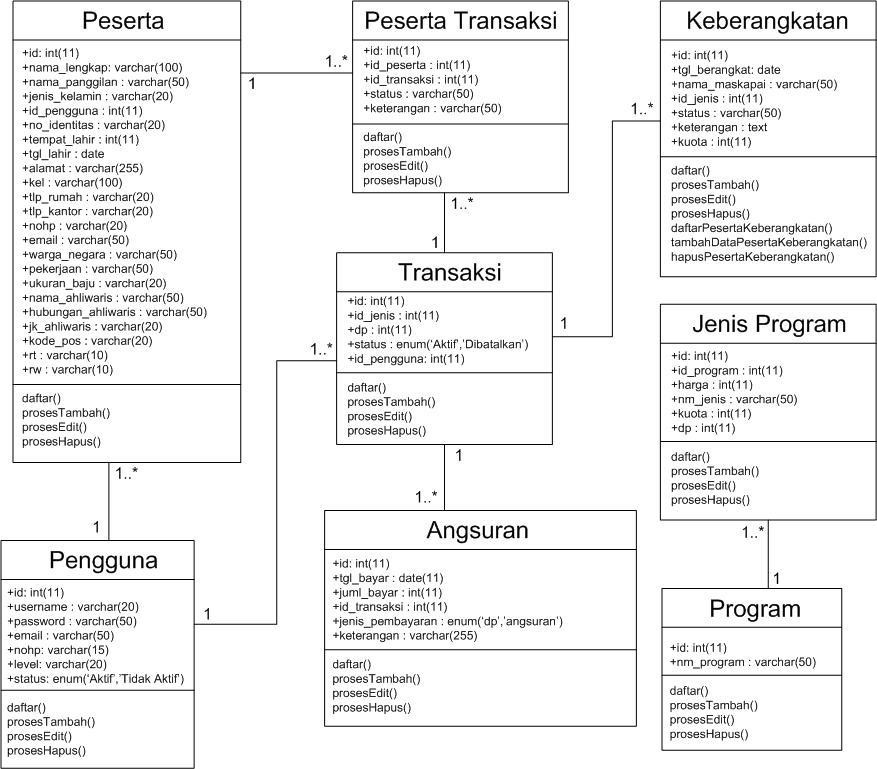 Peserta
+id: int(11)
+nama_lengkap: varchar(100)
+nama_panggilan : varchar(50)
+jenis_kelamin : varchar(20)
+id_pengguna : int(11)
+no_identitas : varchar(20)
+tempat_lahir : int(11)
+tgl_lahir : date
+alamat : varchar(255)
+kel : varchar(100)
+tlp_rumah : varchar(20)
+tlp_kantor : varchar(20)
+nohp : varchar(20)
+email : varchar(50)
+warga_negara : varchar(50)
+pekerjaan : varchar(50)
+ukuran_baju : varchar(20)
+nama_ahliwaris : varchar(50)
+hubungan_ahliwaris : varchar(50)
+jk_ahliwaris : varchar(20)
+kode_pos : varchar(20)
+rt : varchar(10)
+rw : varchar(10)
daftar()
prosesTambah()
prosesEdit()
prosesHapus()
1
1..*
Peserta Transaksi
+id: int(11)
+id_peserta : int(11)
+id_transaksi : int(11)
+status : varchar(50)
+keterangan : varchar(50)
daftar()
prosesTambah()
prosesEdit()
prosesHapus()
1..*
1
Keberangkatan
+id: int(11)
+tgl_berangkat: date
+nama_maskapai : varchar(50)
+id_jenis : int(11)
+status : varchar(50)
+keterangan : text
+kuota : int(11)
daftar()
prosesTambah()
prosesEdit()
prosesHapus()
daftarPesertaKeberangkatan()
tambahDataPesertaKeberangkatan()
hapusPesertaKeberangkatan()
1..*
1
Transaksi
+id: int(11)
+id_jenis : int(11)
+dp : int(11)
+status : enum('Aktif','Dibatalkan')
+id_pengguna: int(11)
daftar()
prosesTambah()
prosesEdit()
prosesHapus()
1..*
1
1
1..*
Jenis Program
+id: int(11)
+id_program : int(11)
+harga : int(11)
+nm_jenis : varchar(50)
+kuota : int(11)
+dp : int(11)
daftar()
prosesTambah()
prosesEdit()
prosesHapus()
1..*
1
1..*
1
Pengguna
+id: int(11)
+username : varchar(20)
+password : varchar(50)
+email : varchar(50)
+nohp: varchar(15)
+level: varchar(20)
+status: enum('Aktif','Tidak Aktif')
daftar()
prosesTambah()
prosesEdit()
prosesHapus()
Angsuran
+id: int(11)
+tgl_bayar : date(11)
+juml_bayar : int(11)
+id_transaksi : int(11)
+jenis_pembayaran : enum('dp','angsuran')
+keterangan : varchar(255)
daftar()
prosesTambah()
prosesEdit()
prosesHapus()
Program
+id: int(11)
+nm_program : varchar(50)
daftar()
prosesTambah()
prosesEdit()
prosesHapus()